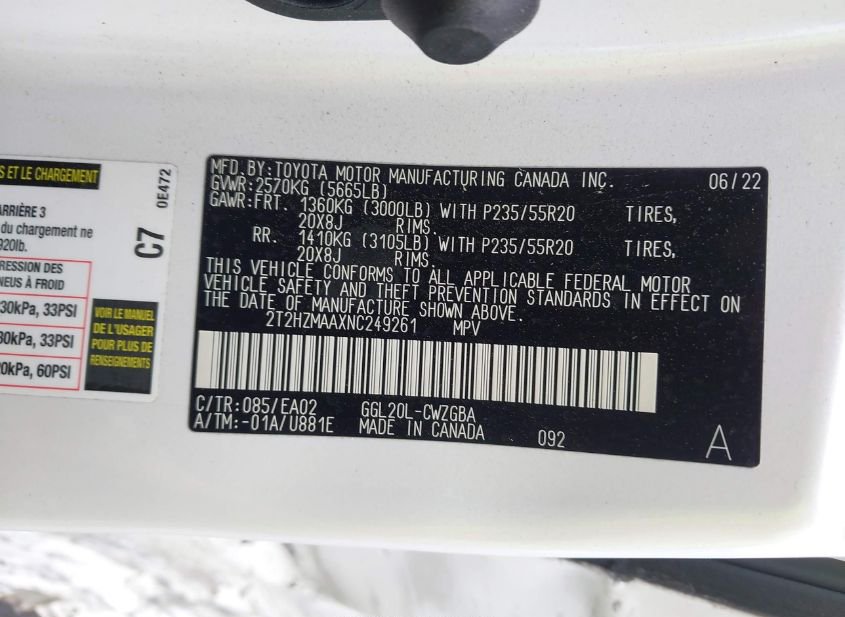 S ET LE CHARGEMENT
ARRIÈRE 3
du chargement ne
920lb.
RESSION DES
NEUS À FROID
30kPa, 33PSI
30kPa, 33PSI
20kPa, 60PSI
VOIR LE MANUEL
DE L'USAGER
POUR PLUS DE
RENSEIGNEMENTS
C7
0E472
MFD.BY:TOYOTA MOTOR MANUFACTURING CANADA INC. 06/22
GVWR:2570KG (5665LB)
GAWR:FRT. 1360KG (3000LB) WITH P235/55R20 TIRES,
20X8J RIMS.
RR. 1410KG (3105LB) WITH P235/55R20 TIRES,
20X8J RIMS.
THIS VEHICLE CONFORMS TO ALL APPLICABLE FEDERAL MOTOR
VEHICLE SAFETY AND THEFT PREVENTION STANDARDS IN EFFECT ON
THE DATE OF MANUFACTURE SHOWN ABOVE.
2T2HZMAAXNC249261 MPV
C/TR:085/EA02 GGL20L-CWZGBA
A/TM:-01A/U881E MADE IN CANADA 092
A